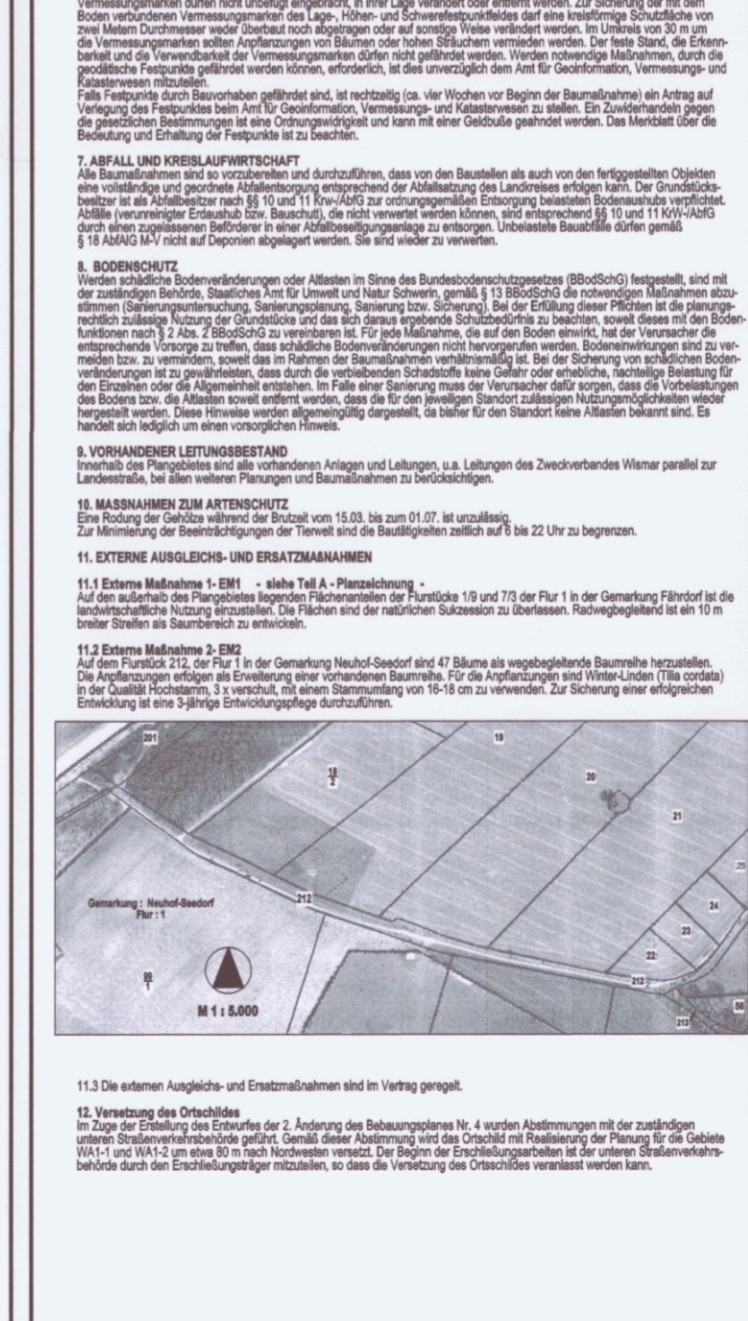 Vermessungsmarken dürfen nicht unbefugt eingebracht, in ihrer Lage verändert oder entfernt werden. Zur Sicherung der mit dem
Boden verbundenen Vermessungsmarken des Lage-, Höhen- und Schwerefestpunktfeldes darf eine kreisförmige Schutzfläche von
zwei Metern Durchmesser weder überbaut noch abgetragen oder auf sonstige Weise verändert werden. Im Umkreis von 30 m um
die Vermessungsmarken sollten Anpflanzungen von Bäumen oder hohen Sträuchern vermieden werden. Der feste Stand, die Erkenn-
barkeit und die Verwendbarkeit der Vermessungsmarken dürfen nicht gefährdet werden. Werden notwendige Maßnahmen, durch die
geodätische Festpunkte gefährdet werden können, erforderlich, ist dies unverzüglich dem Amt für Geoinformation, Vermessungs- und
Katasterwesen mitzuteilen.
Falls Festpunkte durch Bauvorhaben gefährdet sind, ist rechtzeitig (ca. vier Wochen vor Beginn der Baumaßnahme) ein Antrag auf
Verlegung des Festpunktes beim Amt für Geoinformation, Vermessungs- und Katasterwesen zu stellen. Ein Zuwiderhandeln gegen
die gesetzlichen Bestimmungen ist eine Ordnungswidrigkeit und kann mit einer Geldbuße geahndet werden. Das Merkblatt über die
Bedeutung und Erhaltung der Festpunkte ist zu beachten.
7. ABFALL UND KREISLAUFWIRTSCHAFT
Alle Baumaßnahmen sind so vorzubereiten und durchzuführen, dass von den Baustellen als auch von den fertiggestellten Objekten
eine vollständige und geordnete Abfallentsorgung entsprechend der Abfallsatzung des Landkreises erfolgen kann. Der Grundstücks-
besitzer ist als Abfallbesitzer nach §§ 10 und 11 Krw-/AbfG zur ordnungsgemäßen Entsorgung belasteten Bodenaushubs verpflichtet.
Abfälle (verunreinigter Erdaushub bzw. Bauschutt), die nicht verwertet werden können, sind entsprechend §§ 10 und 11 KrW-/AbfG
durch einen zugelassenen Beförderer in einer Abfallbeseitigungsanlage zu entsorgen. Unbelastete Bauabfälle dürfen gemäß
§ 18 AbfAlG M-V nicht auf Deponien abgelagert werden. Sie sind wieder zu verwerten.
8. BODENSCHUTZ
Werden schädliche Bodenveränderungen oder Altlasten im Sinne des Bundesbodenschutzgesetzes (BBodSchG) festgestellt, sind mit
der zuständigen Behörde, Staatliches Amt für Umwelt und Natur Schwerin, gemäß § 13 BBodSchG die notwendigen Maßnahmen abzu-
stimmen (Sanierungsuntersuchung, Sanierungsplanung, Sanierung bzw. Sicherung). Bei der Erfüllung dieser Pflichten ist die planungs-
rechtlich zulässige Nutzung der Grundstücke und das sich daraus ergebende Schutzbedürfnis zu beachten, soweit dieses mit den Boden-
funktionen nach § 2 Abs. 2 BBodSchG zu vereinbaren ist. Für jede Maßnahme, die auf den Boden einwirkt, hat der Verursacher die
entsprechende Vorsorge zu treffen, dass schädliche Bodenveränderungen nicht hervorgerufen werden. Bodeneinwirkungen sind zu ver-
meiden bzw. zu vermindern, soweit das im Rahmen der Baumaßnahmen verhältnismäßig ist. Bei der Sicherung von schädlichen Boden-
veränderungen ist zu gewährleisten, dass durch die verbleibenden Schadstoffe keine Gefahr oder erhebliche, nachteilige Belastung für
den Einzelnen oder die Allgemeinheit entstehen. Im Falle einer Sanierung muss der Verursacher dafür sorgen, dass die Vorbelastungen
des Bodens bzw. die Altlasten soweit entfernt werden, dass die für den jeweiligen Standort zulässigen Nutzungsmöglichkeiten wieder
hergestellt werden. Diese Hinweise werden allgemeingültig dargestellt, da bisher für den Standort keine Altlasten bekannt sind. Es
handelt sich lediglich um einen vorsorglichen Hinweis.
9. VORHANDENER LEITUNGSBESTAND
Innerhalb des Plangebietes sind alle vorhandenen Anlagen und Leitungen, u.a. Leitungen des Zweckverbandes Wismar parallel zur
Landesstraße, bei allen weiteren Planungen und Baumaßnahmen zu berücksichtigen.
10. MASSNAHMEN ZUM ARTENSCHUTZ
Eine Rodung der Gehölze während der Brutzeit vom 15.03. bis zum 01.07. ist unzulässig.
Zur Minimierung der Beeinträchtigungen der Tierwelt sind die Bautätigkeiten zeitlich auf 6 bis 22 Uhr zu begrenzen.
11. EXTERNE AUSGLEICHS- UND ERSATZMAßNAHMEN
11.1 Externe Maßnahme 1- EM1 - siehe Teil A - Planzeichnung -
Auf den außerhalb des Plangebietes liegenden Flächenanteilen der Flurstücke 1/9 und 7/3 der Flur 1 in der Gemarkung Fährdorf ist die
landwirtschaftliche Nutzung einzustellen. Die Flächen sind der natürlichen Sukzession zu überlassen. Radwegbegleitend ist ein 10 m
breiter Streifen als Saumbereich zu entwickeln.
11.2 Externe Maßnahme 2- EM2
Auf dem Flurstück 212, der Flur 1 in der Gemarkung Neuhof-Seedorf sind 47 Bäume als wegebegleitende Baumreihe herzustellen.
Die Anpflanzungen erfolgen als Erweiterung einer vorhandenen Baumreihe. Für die Anpflanzungen sind Winter-Linden (Tilia cordata)
in der Qualität Hochstamm, 3 x verschult, mit einem Stammumfang von 16-18 cm zu verwenden. Zur Sicherung einer erfolgreichen
Entwicklung ist eine 3-jährige Entwicklungspflege durchzuführen.
201
19
18
2
20
21
25
24
23
22
212
212
213
56
Gemarkung : Neuhof-Seedorf
Flur : 1
99
1
M 1 : 5.000
11.3 Die externen Ausgleichs- und Ersatzmaßnahmen sind im Vertrag geregelt.
12. Versetzung des Ortschildes
Im Zuge der Erstellung des Entwurfes der 2. Änderung des Bebauungsplanes Nr. 4 wurden Abstimmungen mit der zuständigen
unteren Straßenverkehrsbehörde geführt. Gemäß dieser Abstimmung wird das Ortschild mit Realisierung der Planung für die Gebiete
WA1-1 und WA1-2 um etwa 80 m nach Nordwesten versetzt. Der Beginn der Erschließungsarbeiten ist der unteren Straßenverkehrs-
behörde durch den Erschließungsträger mitzuteilen, so dass die Versetzung des Ortsschildes veranlasst werden kann.